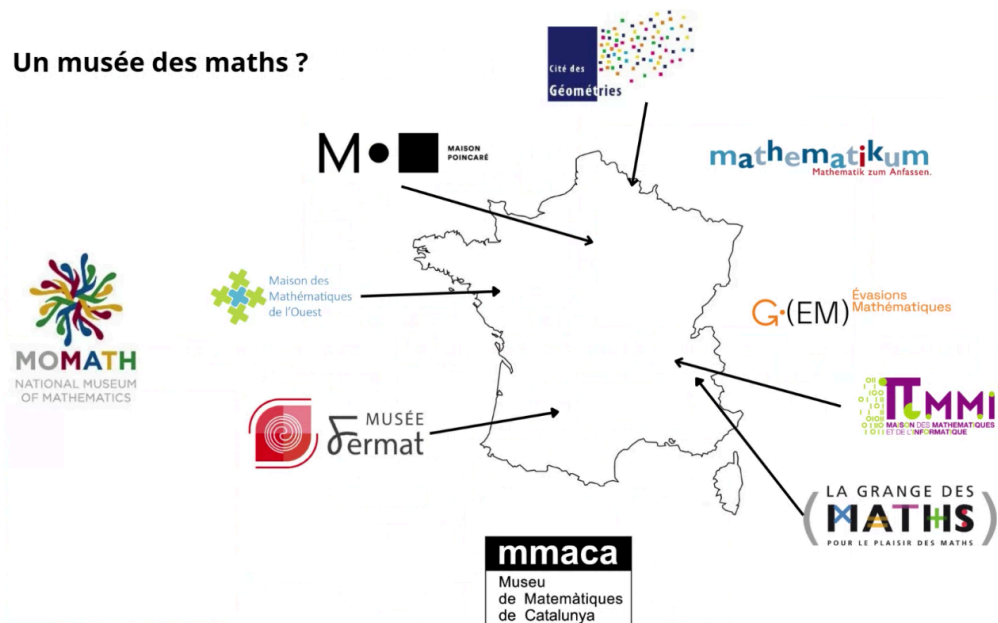 Un musée des maths ?
Cité des
Géométries
M
MAISON
POINCARÉ
mathematikum
Mathematik zum Anfassen.
Maison des
Mathématiques
de l'Ouest
MOMATH
NATIONAL MUSEUM
OF MATHEMATICS
G·(EM) Évasions
Mathématiques
MUSÉE
Fermat
MMI
MAISON DES MATHÉMATIQUES
ET DE L'INFORMATIQUE
(LA GRANGE DES
MATHS)
POUR LE PLAISIR DES MATHS
mmaca
Museu
de Matemàtiques
de Catalunya